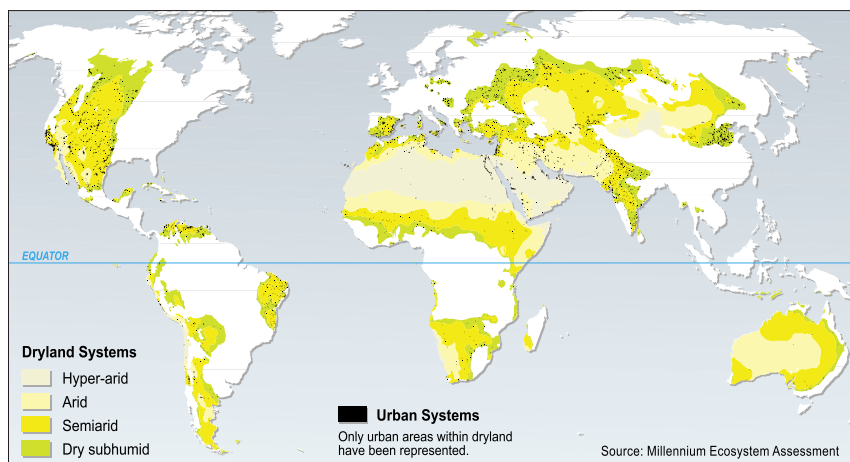 EQUATOR
Dryland Systems
Hyper-arid
Arid
Semiarid
Dry subhumid
Urban Systems
Only urban areas within dryland
have been represented.
Source: Millennium Ecosystem Assessment